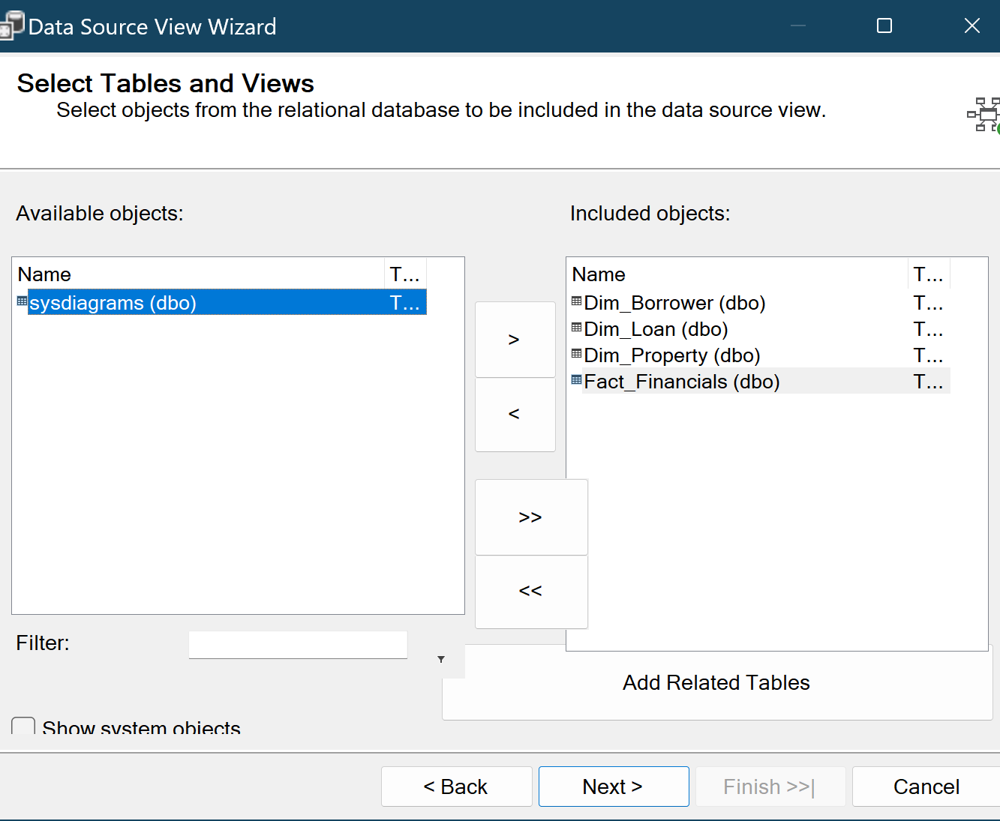 Data Source View Wizard
Select Tables and Views
Select objects from the relational database to be included in the data source view.
Available objects:
Name T...
sysdiagrams (dbo) T...
>
<
>>
<<
Included objects:
Name T...
Dim_Borrower (dbo) T...
Dim_Loan (dbo) T...
Dim_Property (dbo) T...
Fact_Financials (dbo) T...
Filter:
Add Related Tables
Show system objects
< Back Next > Finish >>| Cancel